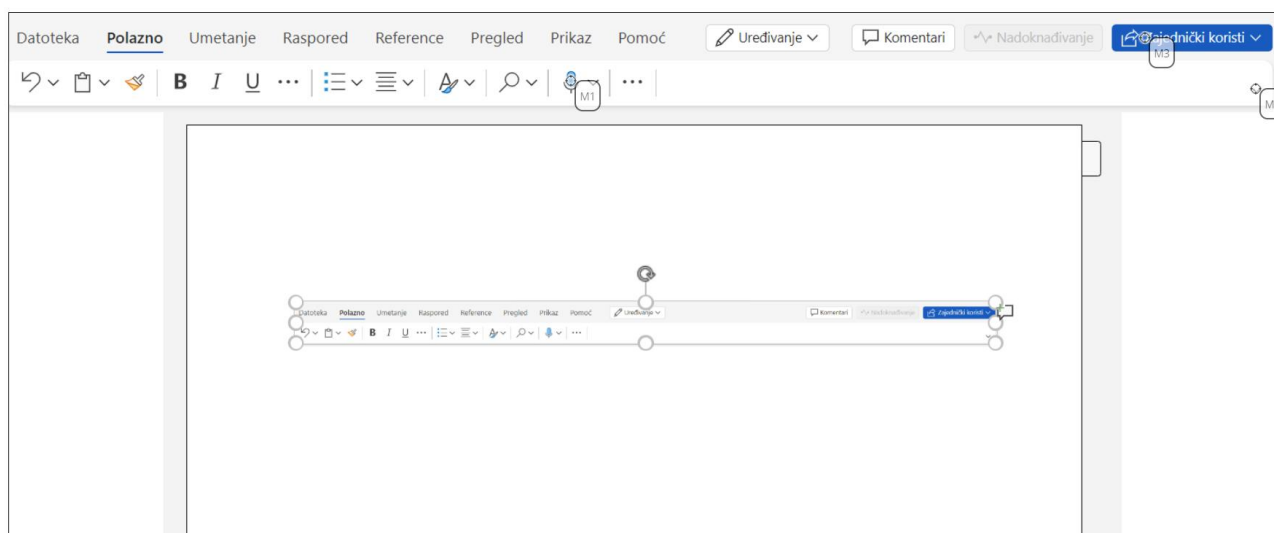 Datoteka Polazno Umetanje Raspored Reference Pregled Prikaz Pomoć Uređivanje Komentari Nadoknađivanje Zajednički koristi
M3
B I U
M1
M
Datoteka Polazno Umetanje Raspored Reference Pregled Prikaz Pomoć Uređivanje Komentari Nadoknađivanje Zajednički koristi
B I U